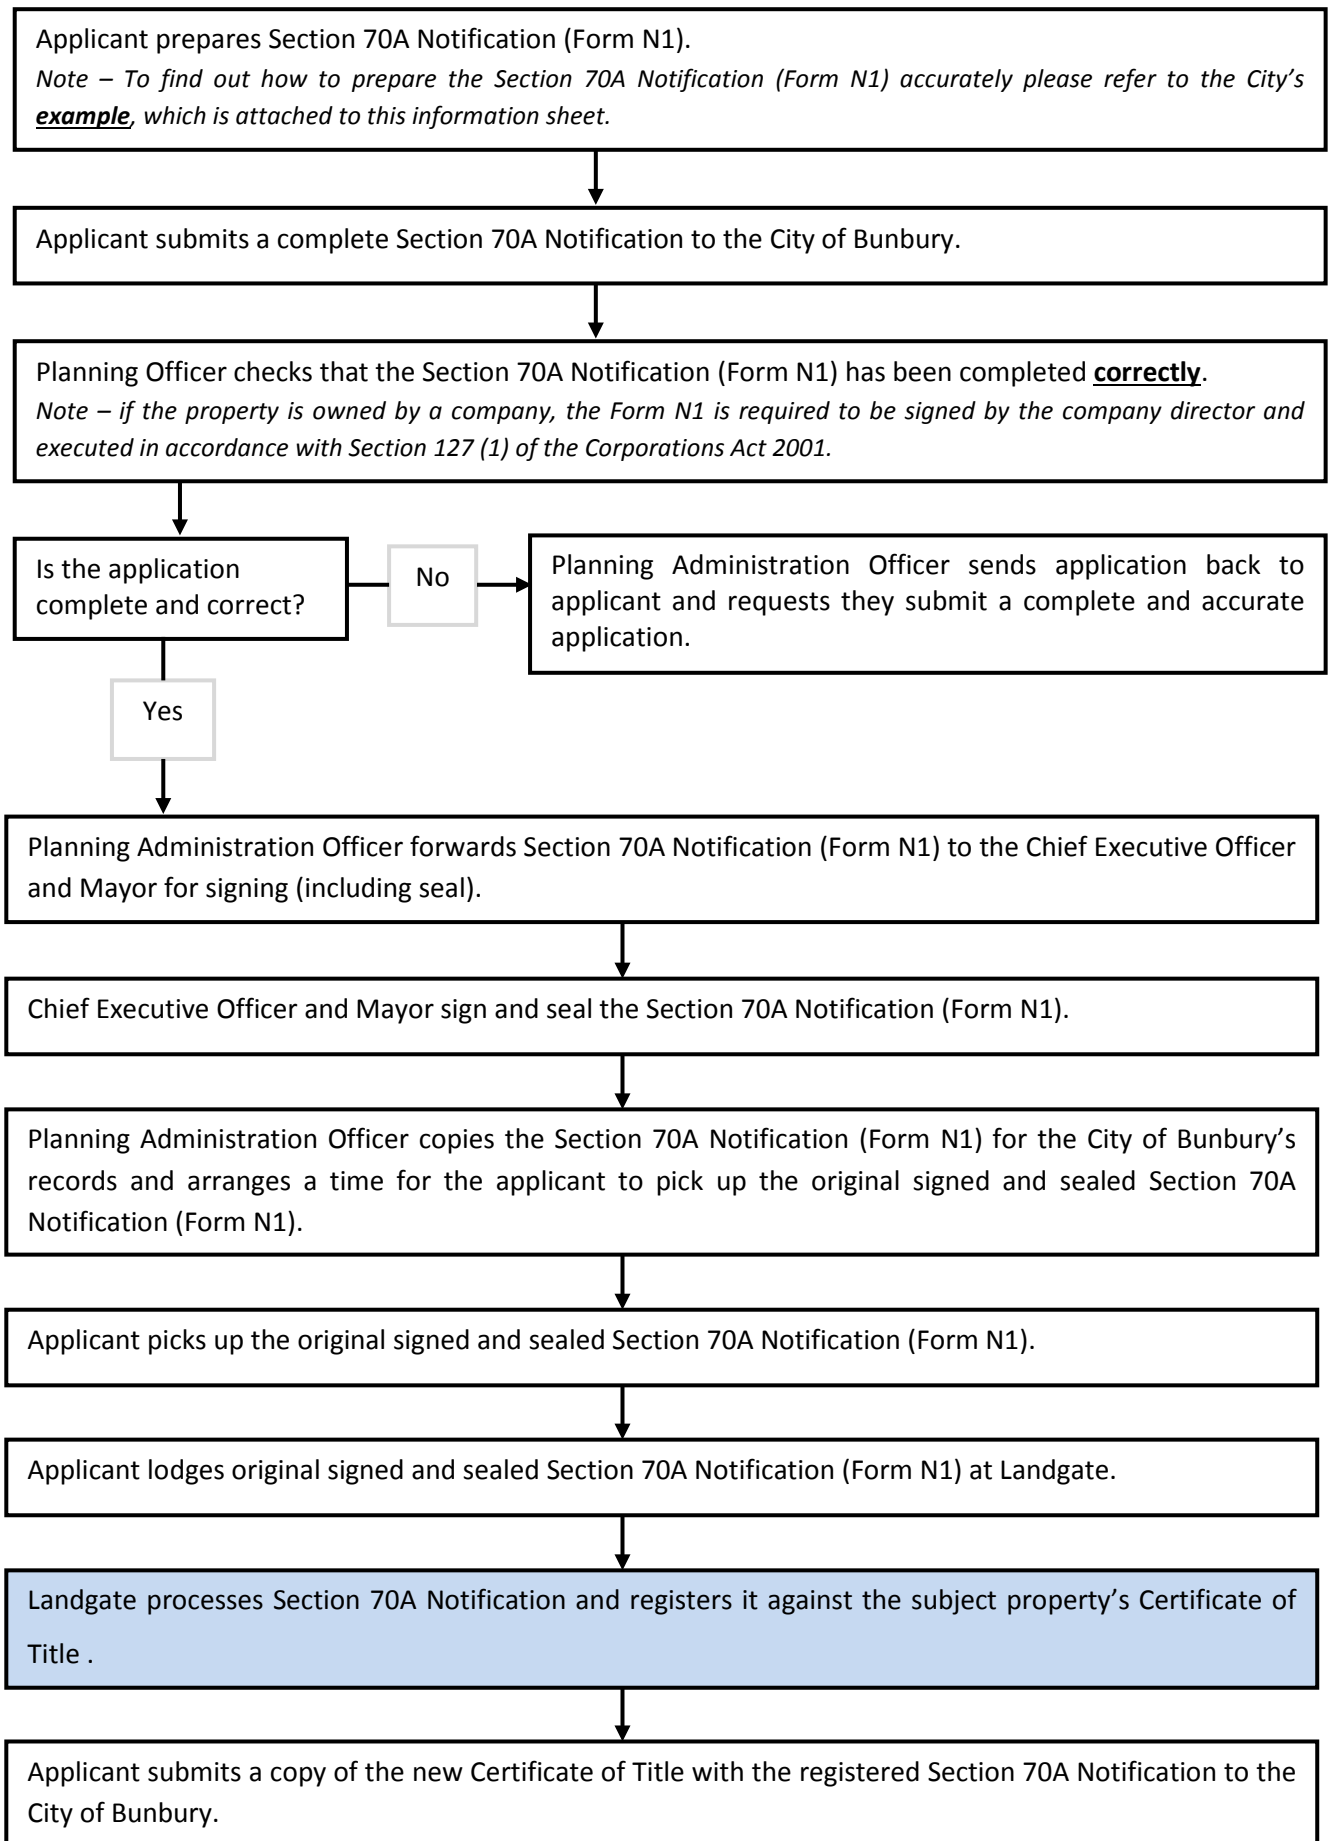 Applicant prepares Section 70A Notification (Form N1).
Note – To find out how to prepare the Section 70A Notification (Form N1) accurately please refer to the City’s
example, which is attached to this information sheet.
Applicant submits a complete Section 70A Notification to the City of Bunbury.
Planning Officer checks that the Section 70A Notification (Form N1) has been completed correctly.
Note – if the property is owned by a company, the Form N1 is required to be signed by the company director and
executed in accordance with Section 127 (1) of the Corporations Act 2001.
Is the application
complete and correct?
No
Planning Administration Officer sends application back to
applicant and requests they submit a complete and accurate
application.
Yes
Planning Administration Officer forwards Section 70A Notification (Form N1) to the Chief Executive Officer
and Mayor for signing (including seal).
Chief Executive Officer and Mayor sign and seal the Section 70A Notification (Form N1).
Planning Administration Officer copies the Section 70A Notification (Form N1) for the City of Bunbury’s
records and arranges a time for the applicant to pick up the original signed and sealed Section 70A
Notification (Form N1).
Applicant picks up the original signed and sealed Section 70A Notification (Form N1).
Applicant lodges original signed and sealed Section 70A Notification (Form N1) at Landgate.
Landgate processes Section 70A Notification and registers it against the subject property’s Certificate of
Title .
Applicant submits a copy of the new Certificate of Title with the registered Section 70A Notification to the
City of Bunbury.